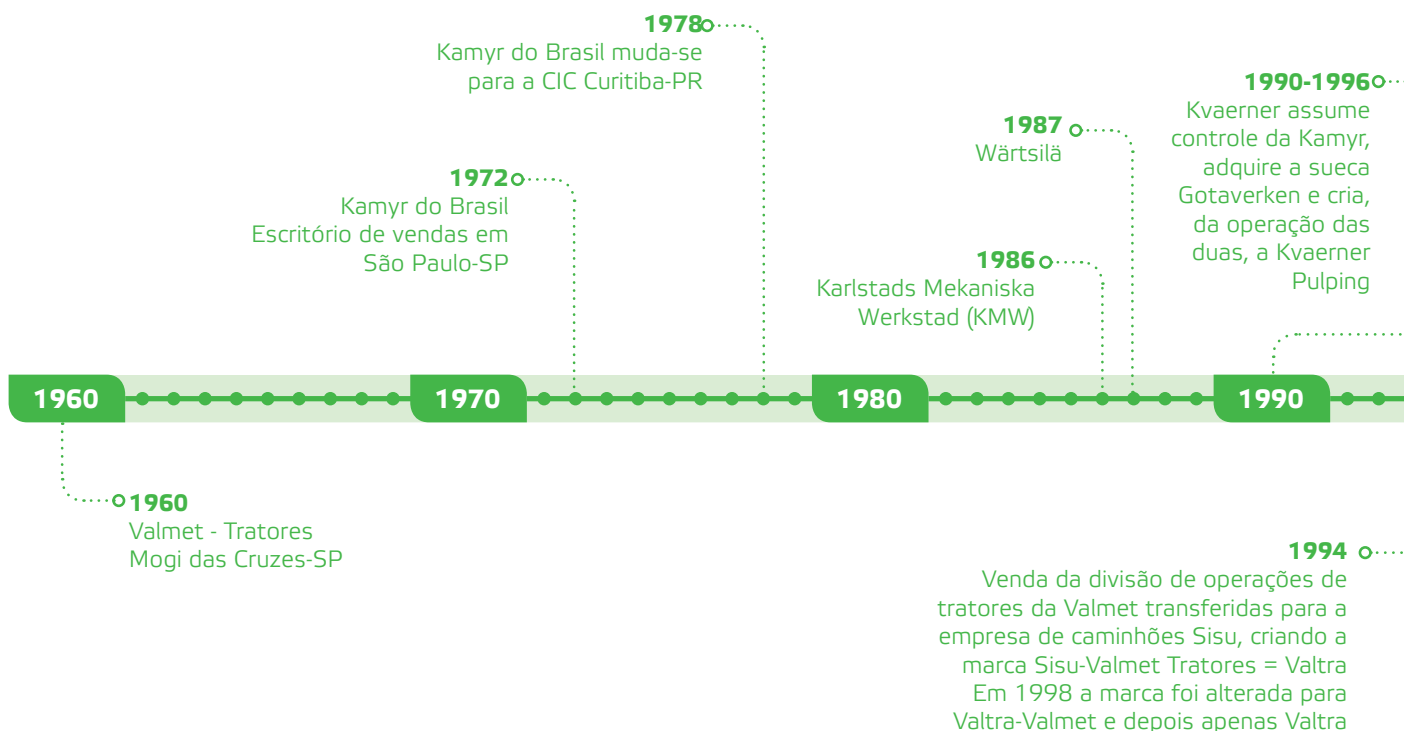 1978
Kamyr do Brasil muda-se
para a CIC Curitiba-PR
1990-1996
Kvaerner assume
controle da Kamyr,
adquire a sueca
Gotaverken e cria,
da operação das
duas, a Kvaerner
Pulping
1987
Wärtsilä
1972
Kamyr do Brasil
Escritório de vendas em
São Paulo-SP
1986
Karlstads Mekaniska
Werkstad (KMW)
1960
1970
1980
1990
1960
Valmet - Tratores
Mogi das Cruzes-SP
1994
Venda da divisão de operações de
tratores da Valmet transferidas para a
empresa de caminhões Sisu, criando a
marca Sisu-Valmet Tratores = Valtra
Em 1998 a marca foi alterada para
Valtra-Valmet e depois apenas Valtra